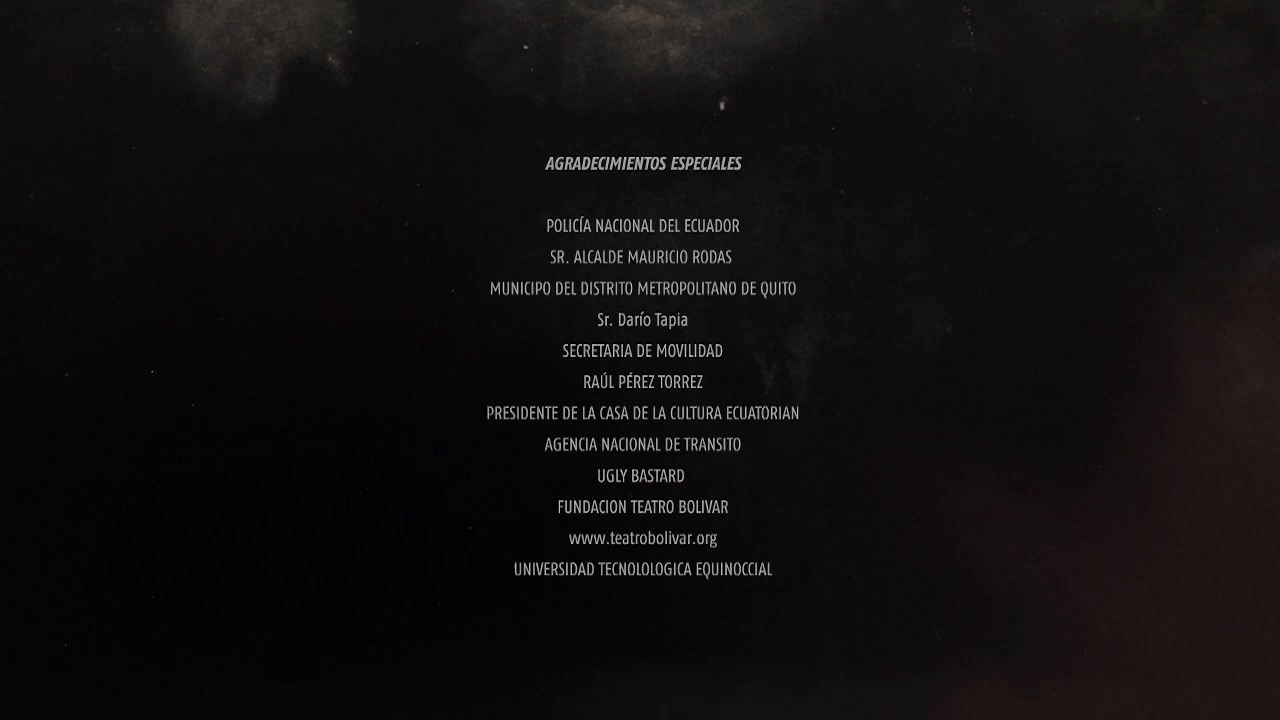 AGRADECIMIENTOS ESPECIALES
POLICÍA NACIONAL DEL ECUADOR
SR. ALCALDE MAURICIO RODAS
MUNICIPO DEL DISTRITO METROPOLITANO DE QUITO
Sr. Darío Tapia
SECRETARIA DE MOVILIDAD
RAÚL PÉREZ TORREZ
PRESIDENTE DE LA CASA DE LA CULTURA ECUATORIAN
AGENCIA NACIONAL DE TRANSITO
UGLY BASTARD
FUNDACION TEATRO BOLIVAR
www.teatrobolivar.org
UNIVERSIDAD TECNOLOLOGICA EQUINOCCIAL